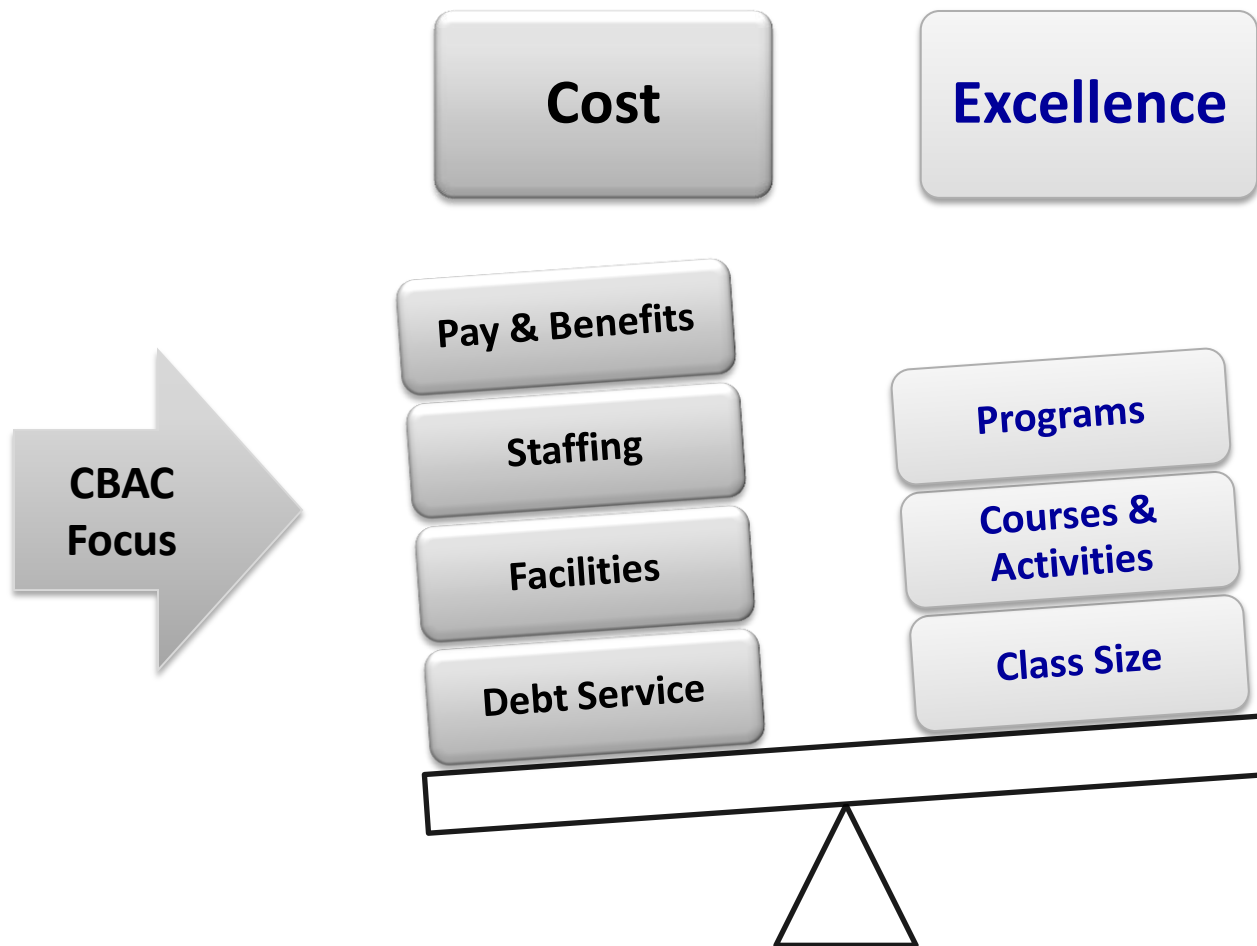 Cost
Excellence
CBAC
Focus
Pay & Benefits
Staffing
Facilities
Debt Service
Programs
Courses &
Activities
Class Size